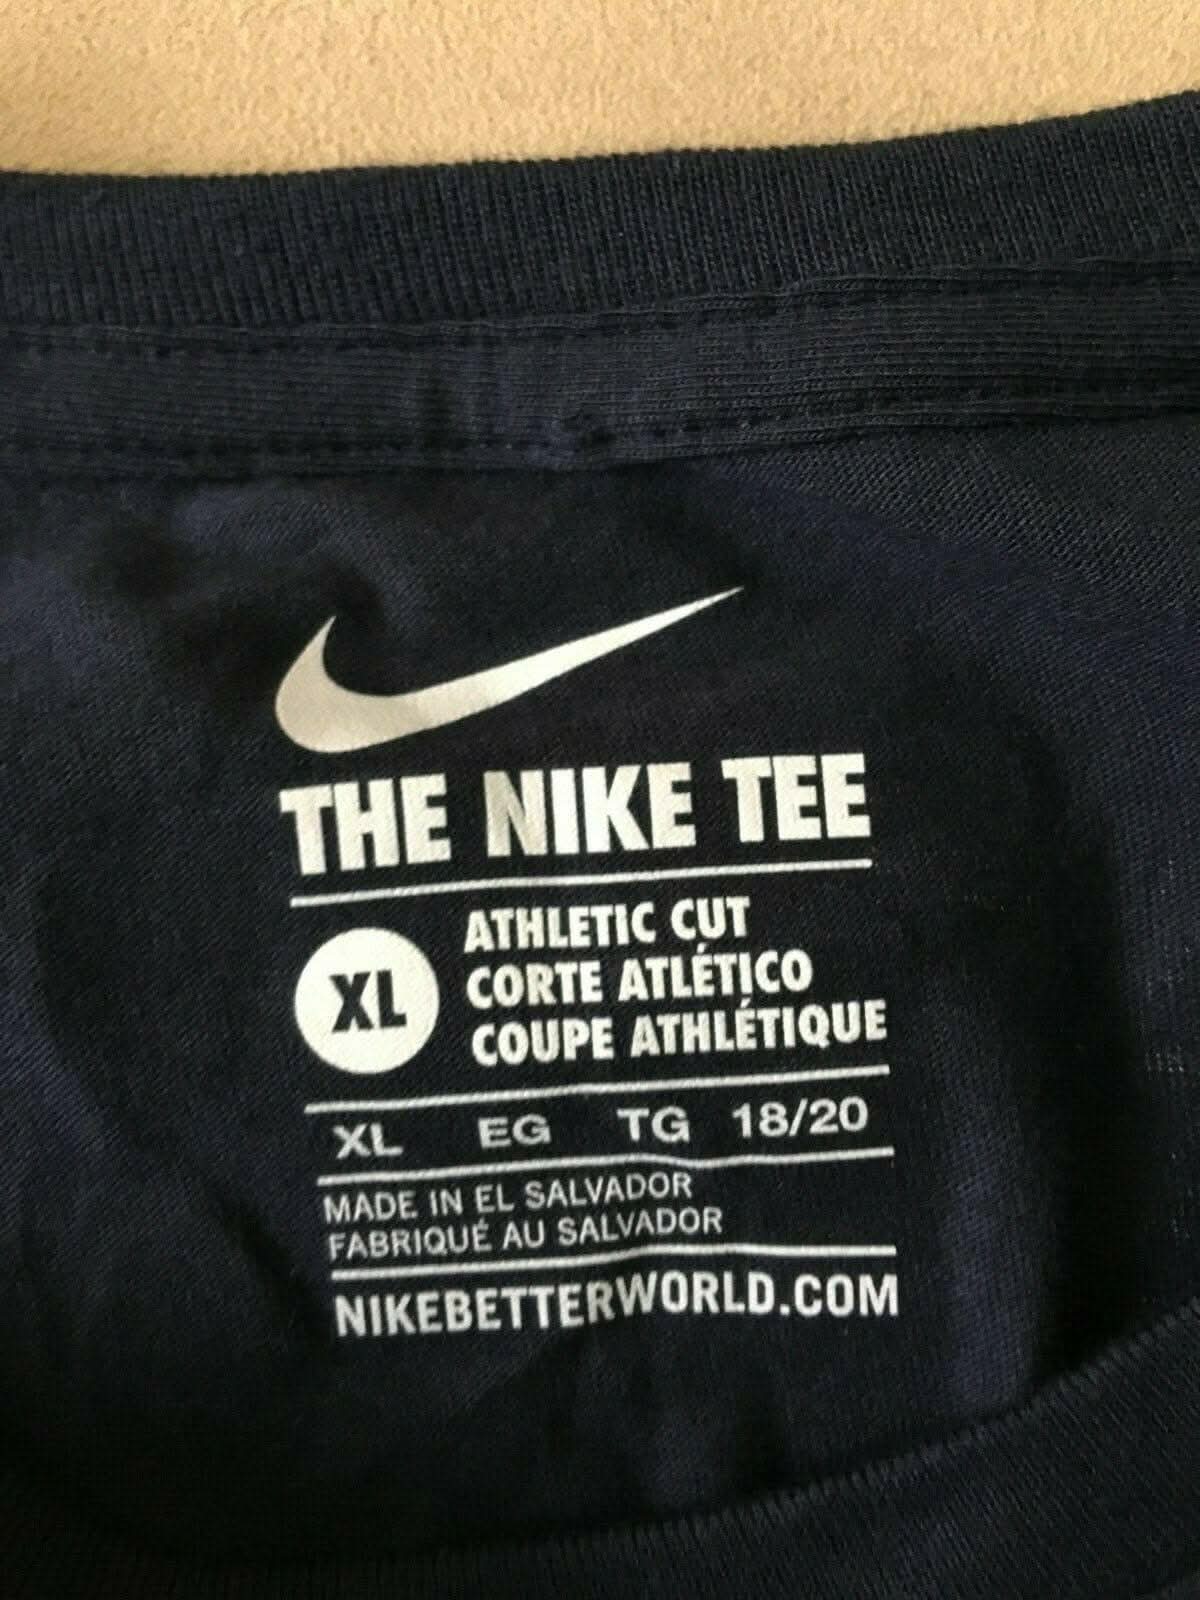 THE NIKE TEE
XL
ATHLETIC CUT
CORTE ATLÉTICO
COUPE ATHLÉTIQUE
XL EG TG 18/20
MADE IN EL SALVADOR
FABRIQUÉ AU SALVADOR
NIKEBETTERWORLD.COM